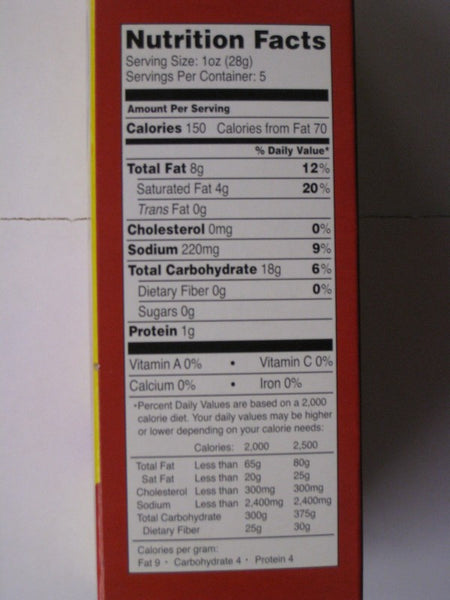 Nutrition Facts
Serving Size: 1oz (28g)
Servings Per Container: 5
Amount Per Serving
Calories 150 Calories from Fat 70
% Daily Value*
Total Fat 8g 12%
Saturated Fat 4g 20%
Trans Fat 0g
Cholesterol 0mg 0%
Sodium 220mg 9%
Total Carbohydrate 18g 6%
Dietary Fiber 0g 0%
Sugars 0g
Protein 1g
Vitamin A 0% • Vitamin C 0%
Calcium 0% • Iron 0%
*Percent Daily Values are based on a 2,000
calorie diet. Your daily values may be higher
or lower depending on your calorie needs:
Calories: 2,000 2,500
Total Fat Less than 65g 80g
Sat Fat Less than 20g 25g
Cholesterol Less than 300mg 300mg
Sodium Less than 2,400mg 2,400mg
Total Carbohydrate 300g 375g
Dietary Fiber 25g 30g
Calories per gram:
Fat 9 • Carbohydrate 4 • Protein 4